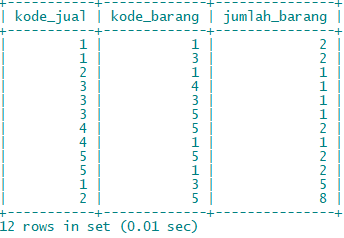 +-----------+-------------+---------------+
| kode_jual | kode_barang | jumlah_barang |
+-----------+-------------+---------------+
|         1 |           1 |             2 |
|         1 |           3 |             2 |
|         2 |           1 |             1 |
|         3 |           4 |             1 |
|         3 |           3 |             1 |
|         3 |           5 |             1 |
|         4 |           5 |             2 |
|         4 |           1 |             1 |
|         5 |           5 |             2 |
|         5 |           1 |             2 |
|         1 |           3 |             5 |
|         2 |           5 |             8 |
+-----------+-------------+---------------+
12 rows in set (0.01 sec)